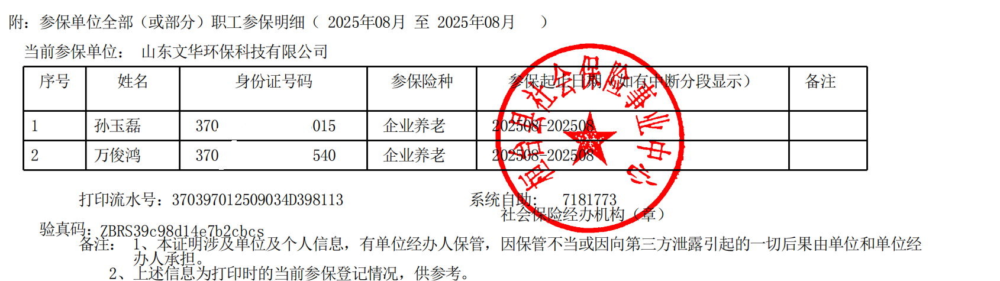 附：参保单位全部（或部分）职工参保明细（ 2025年08月 至 2025年08月 ）
当前参保单位： 山东文华环保科技有限公司
序号 姓名 身份证号码 参保险种 参保起止日期（如有中断分段显示） 备注
1 孙玉磊 370 015 企业养老 202508-202508
2 万俊鸿 370 540 企业养老 202508-202508
社会保险事业中心
打印流水号：370397012509034D398113 系统自助： 7181773
社会保险经办机构（章）
验真码：ZBRS39c98d14e7b2cbcs
备注： 1、本证明涉及单位及个人信息，有单位经办人保管，因保管不当或因向第三方泄露引起的一切后果由单位和单位经
办人承担。
2、上述信息为打印时的当前参保登记情况，供参考。